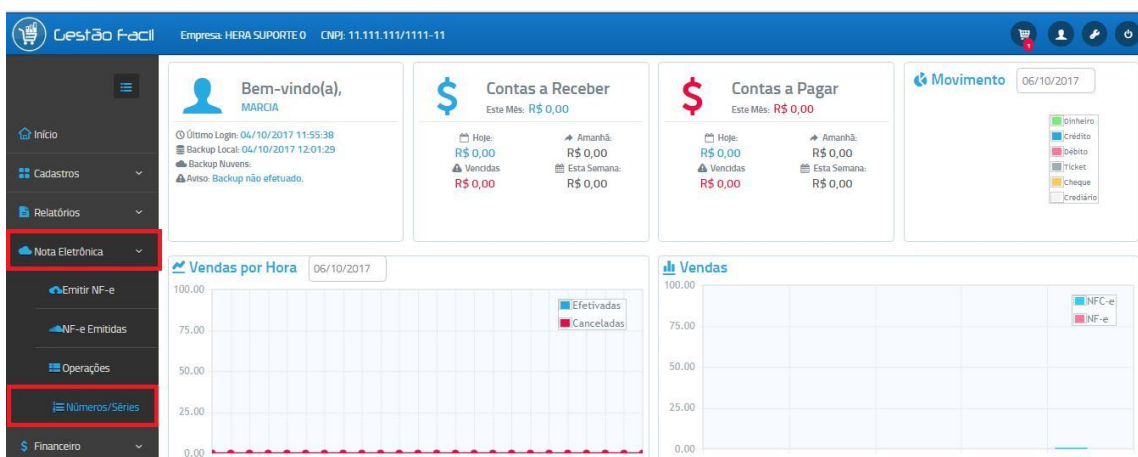 Gestão Facil
Empresa: HERA SUPORTE 0 CNPJ: 11.111.111/1111-11
1
Início
Cadastros
Relatórios
Nota Eletrônica
Emitir NF-e
NF-e Emitidas
Operações
Números/Séries
Financeiro
Bem-vindo(a),
MARCIA
Último Login: 04/10/2017 11:55:38
Backup Local: 04/10/2017 12:01:29
Backup Nuvens:
Aviso: Backup não efetuado.
Contas a Receber
Este Mês: R$ 0,00
Hoje: Amanhã:
R$ 0,00 R$ 0,00
Vencidas Esta Semana:
R$ 0,00 R$ 0,00
Contas a Pagar
Este Mês: R$ 0,00
Hoje: Amanhã:
R$ 0,00 R$ 0,00
Vencidas Esta Semana:
R$ 0,00 R$ 0,00
Movimento 06/10/2017
Dinheiro
Crédito
Débito
Ticket
Cheque
Crediário
Vendas por Hora 06/10/2017
100.00
75.00
50.00
25.00
0.00
Efetivadas
Canceladas
Vendas
100.00
75.00
50.00
25.00
0.00
NFC-e
NF-e